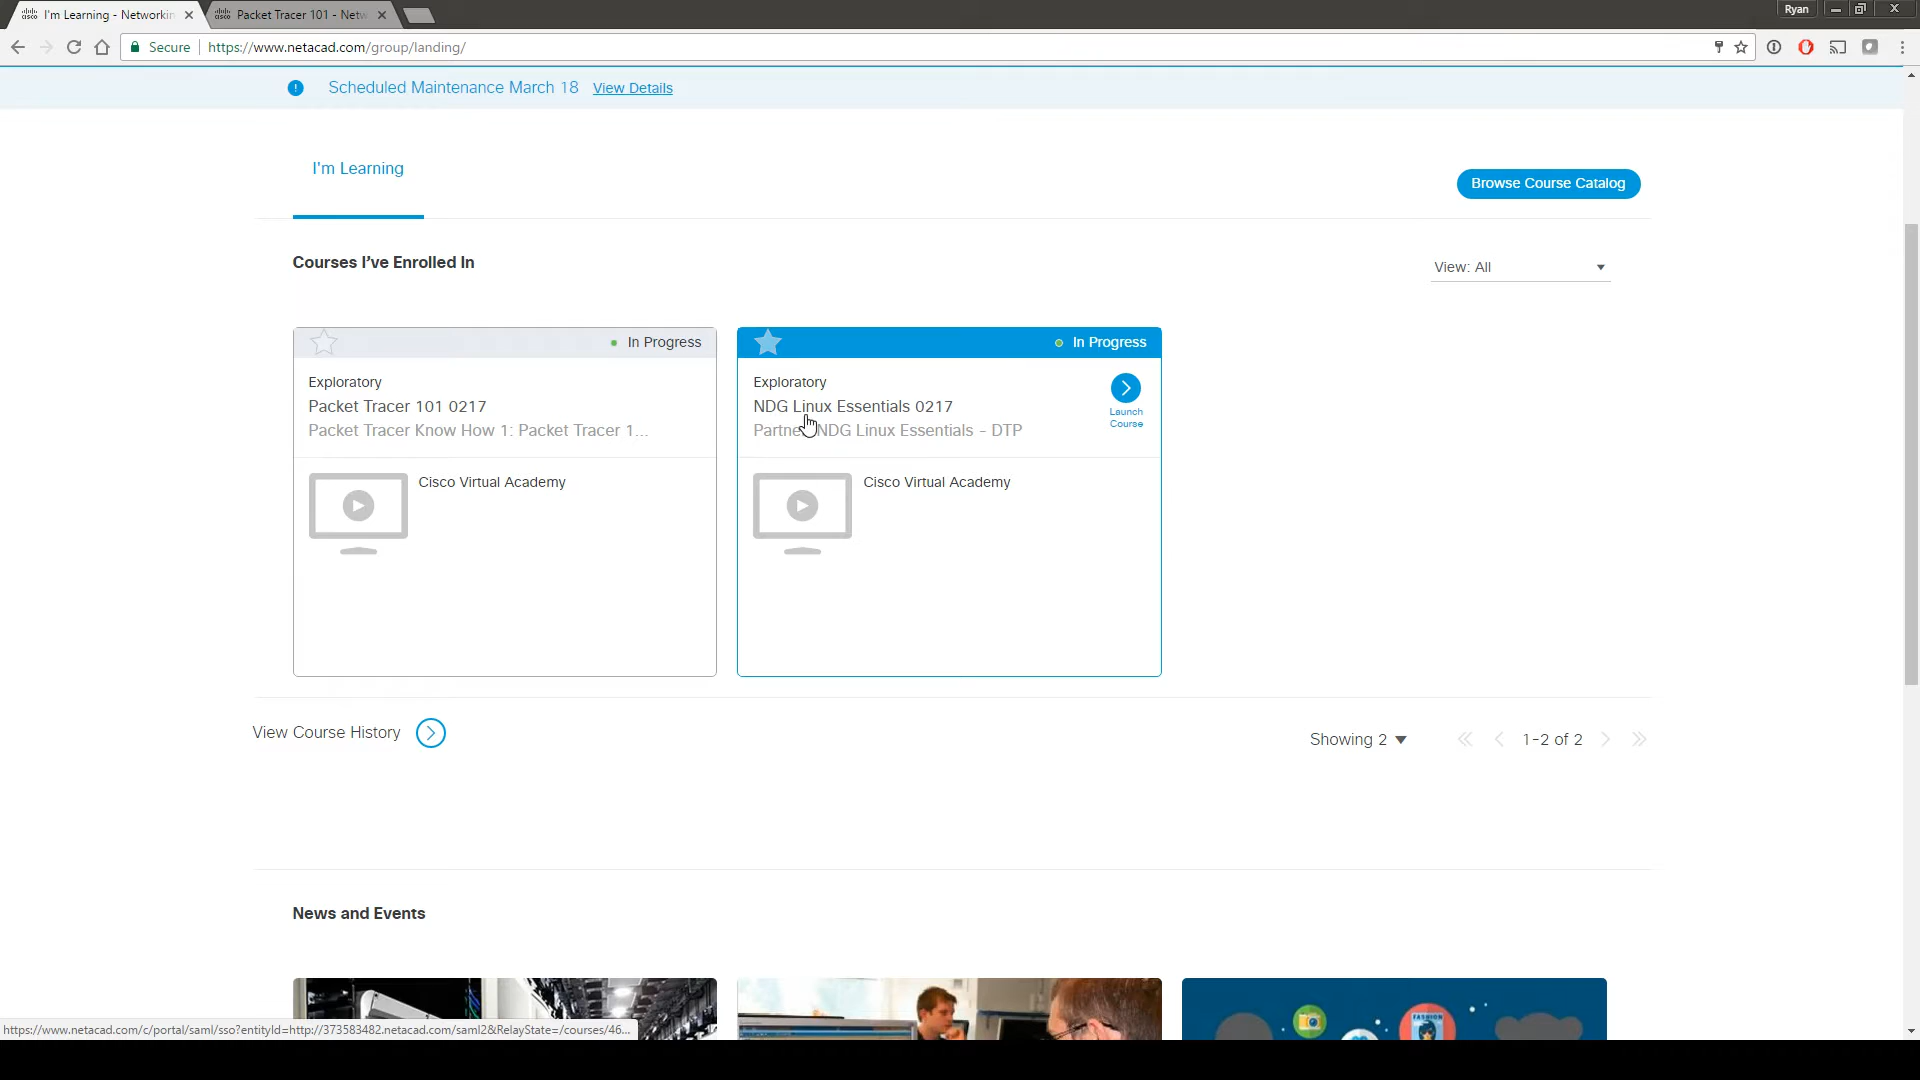 I'm Learning - Networkin
Packet Tracer 101 - Netw
Ryan
Secure
https://www.netacad.com/group/landing/
Scheduled Maintenance March 18 View Details
I'm Learning
Browse Course Catalog
Courses I've Enrolled In
View: All
In Progress
Exploratory
Packet Tracer 101 0217
Packet Tracer Know How 1: Packet Tracer 1...
Cisco Virtual Academy
In Progress
Exploratory
NDG Linux Essentials 0217
NDG Linux Essentials - DTP
Launch
Course
Cisco Virtual Academy
View Course History
Showing 2
1-2 of 2
News and Events
FASHION
https://www.netacad.com/c/portal/saml/sso?entityId=http://373583482.netacad.com/saml2&RelayState=/courses/46...